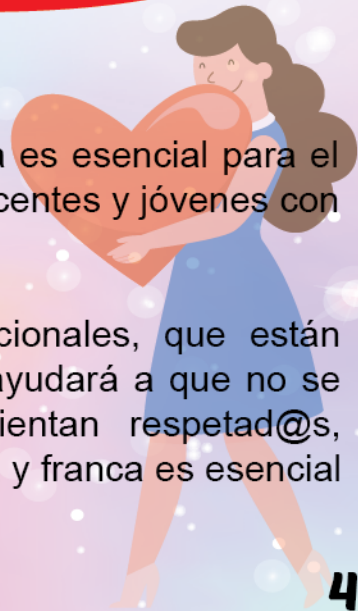 a es esencial para el
centes y jóvenes con
cionales, que están
ayudará a que no se
ientan respetad@s,
y franca es esencial
4